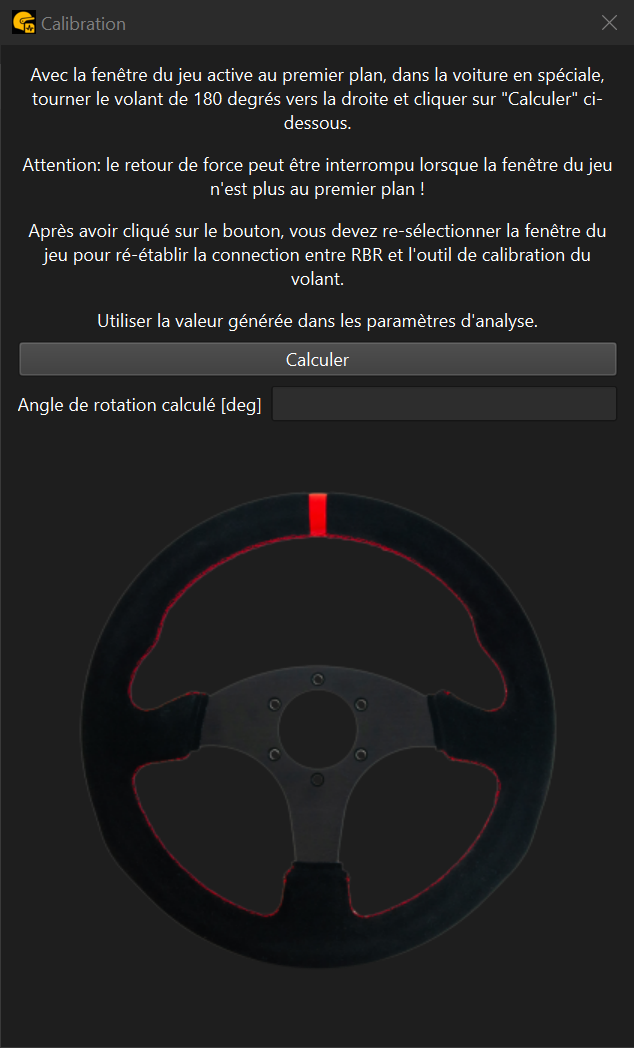 Calibration
Avec la fenêtre du jeu active au premier plan, dans la voiture en spéciale,
tourner le volant de 180 degrés vers la droite et cliquer sur "Calculer" ci-
dessous.
Attention: le retour de force peut être interrompu lorsque la fenêtre du jeu
n'est plus au premier plan !
Après avoir cliqué sur le bouton, vous devez re-sélectionner la fenêtre du
jeu pour ré-établir la connection entre RBR et l'outil de calibration du
volant.
Utiliser la valeur générée dans les paramètres d'analyse.
Calculer
Angle de rotation calculé [deg]